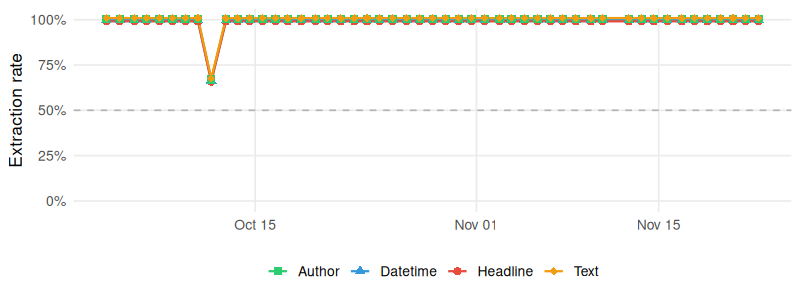 100%
75%
50%
25%
0%
Extraction rate
Oct 15
Nov 01
Nov 15
Author
Datetime
Headline
Text